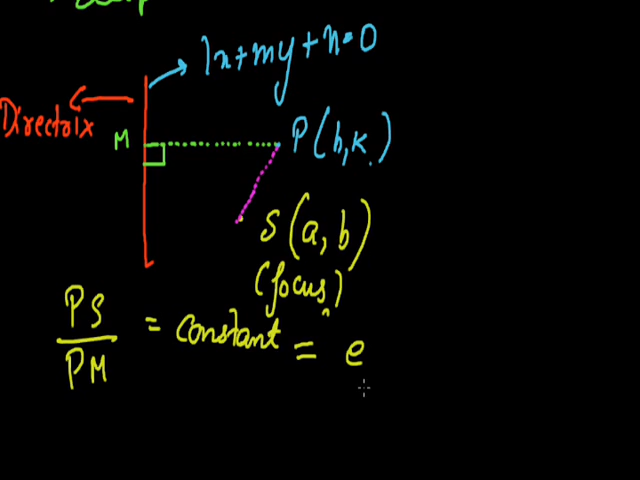 lx+my+n=0
Directrix
M
P(h,k)
S(a,b)
(focus)
PS
PM
= constant = e